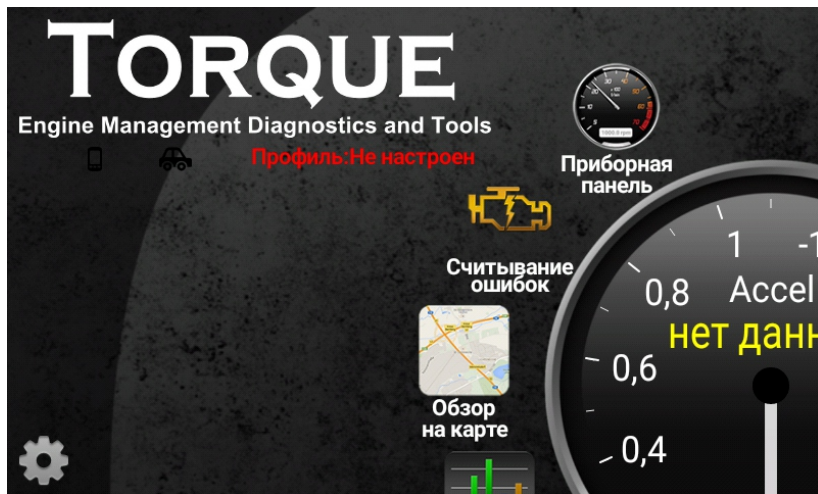 TORQUE
Engine Management Diagnostics and Tools
Профиль:Не настроен
Приборная
панель
Считывание
ошибок
Обзор
на карте
1
0,8
Accel
нет данн
0,6
0,4